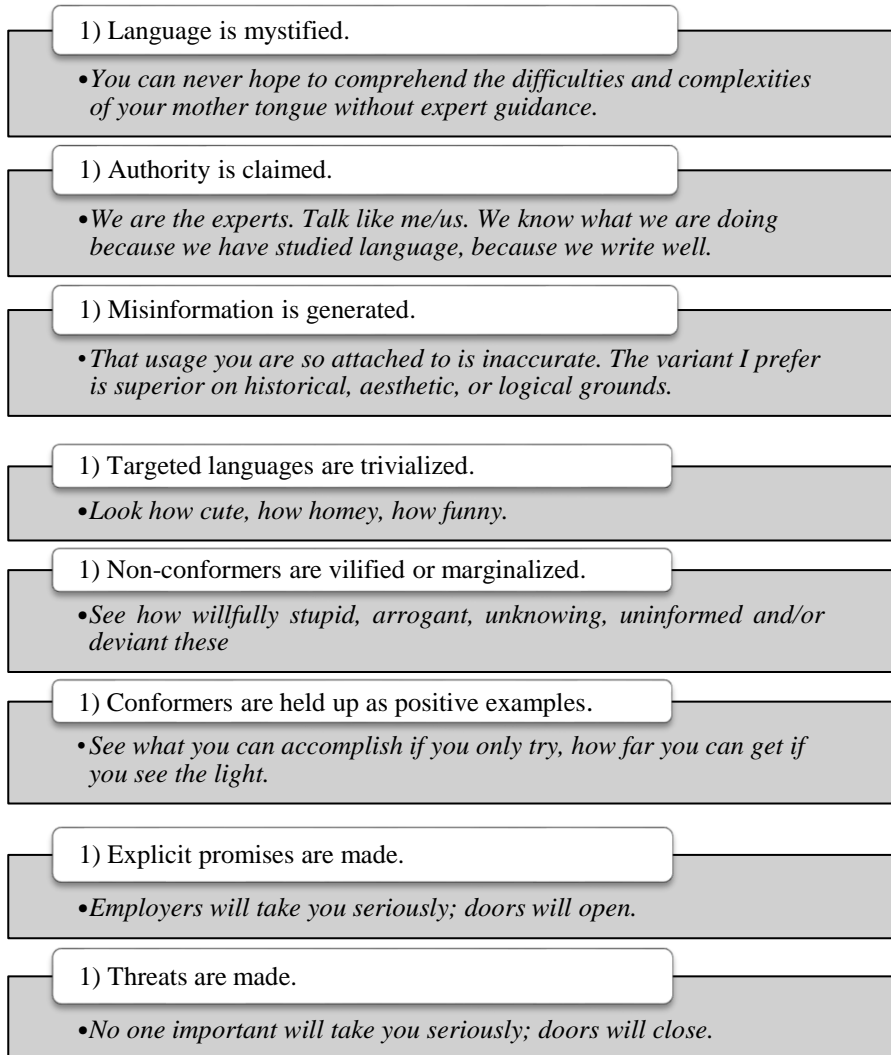 1) Language is mystified.
•You can never hope to comprehend the difficulties and complexities
of your mother tongue without expert guidance.
1) Authority is claimed.
•We are the experts. Talk like me/us. We know what we are doing
because we have studied language, because we write well.
1) Misinformation is generated.
•That usage you are so attached to is inaccurate. The variant I prefer
is superior on historical, aesthetic, or logical grounds.
1) Targeted languages are trivialized.
•Look how cute, how homey, how funny.
1) Non-conformers are vilified or marginalized.
•See how willfully stupid, arrogant, unknowing, uninformed and/or
deviant these
1) Conformers are held up as positive examples.
•See what you can accomplish if you only try, how far you can get if
you see the light.
1) Explicit promises are made.
•Employers will take you seriously; doors will open.
1) Threats are made.
•No one important will take you seriously; doors will close.